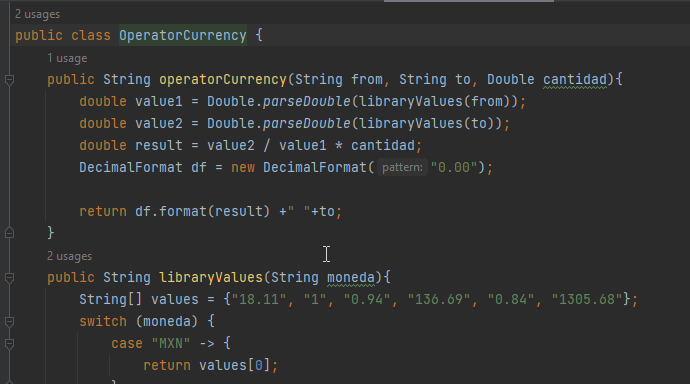 2 usages
public class OperatorCurrency {
1 usage
public String operatorCurrency(String from, String to, Double cantidad){
double value1 = Double.parseDouble(libraryValues(from));
double value2 = Double.parseDouble(libraryValues(to));
double result = value2 / value1 * cantidad;
DecimalFormat df = new DecimalFormat( pattern: "0.00");
return df.format(result) +" "+to;
}
2 usages
public String libraryValues(String moneda){
String[] values = {"18.11", "1", "0.94", "136.69", "0.84", "1305.68"};
switch (moneda) {
case "MXN" -> {
return values[0];